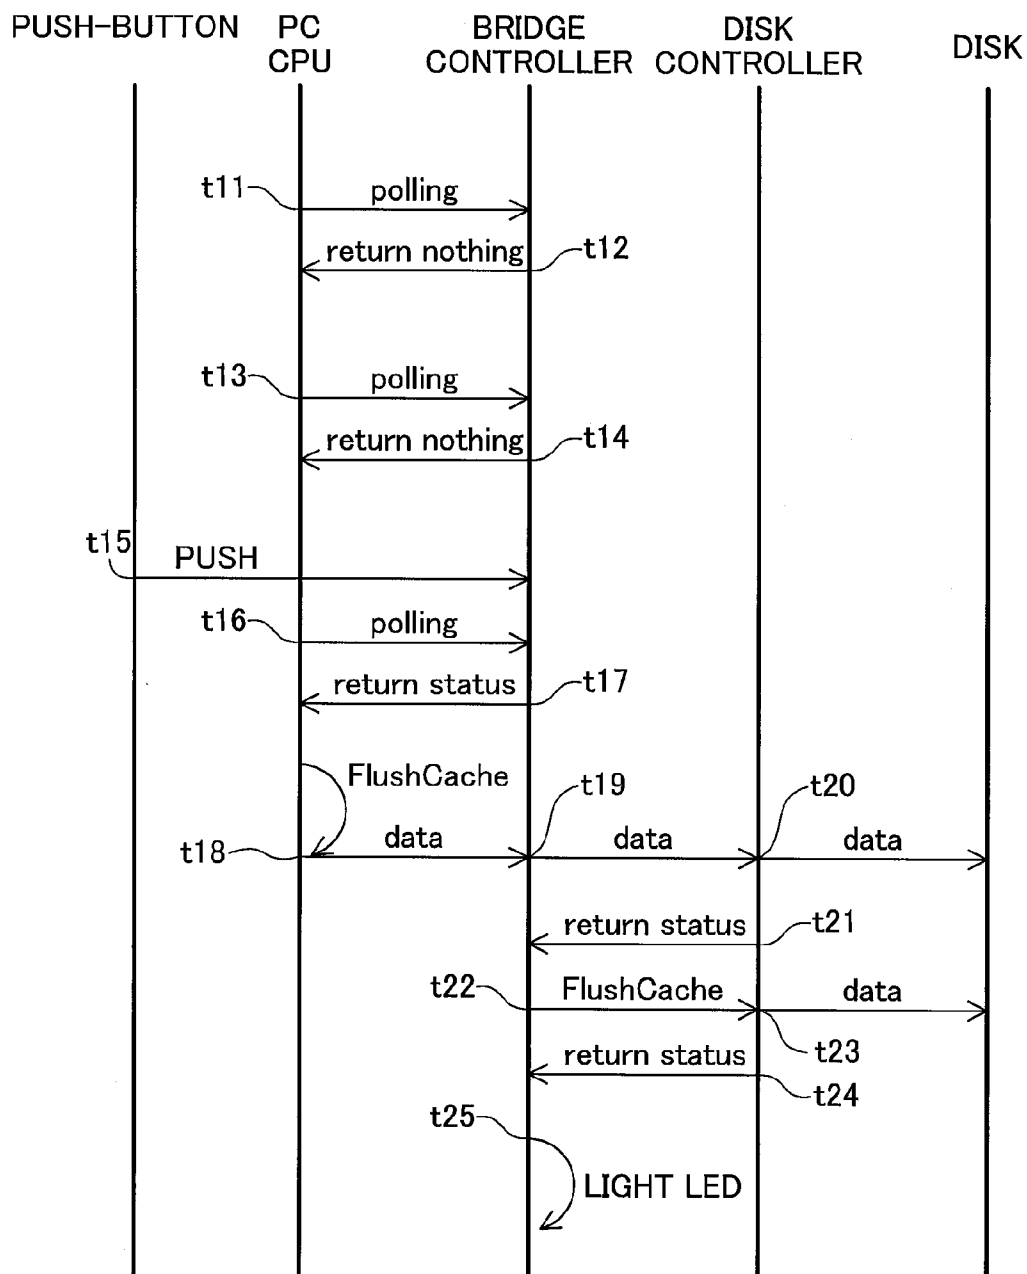 PUSH-BUTTON
PC
CPU
BRIDGE
CONTROLLER
DISK
CONTROLLER
DISK
t11
polling
return nothing
t12
t13
polling
return nothing
t14
t15
PUSH
t16
polling
return status
t17
FlushCache
t18
data
t19
data
t20
data
return status
t21
t22
FlushCache
data
t23
return status
t24
t25
LIGHT LED